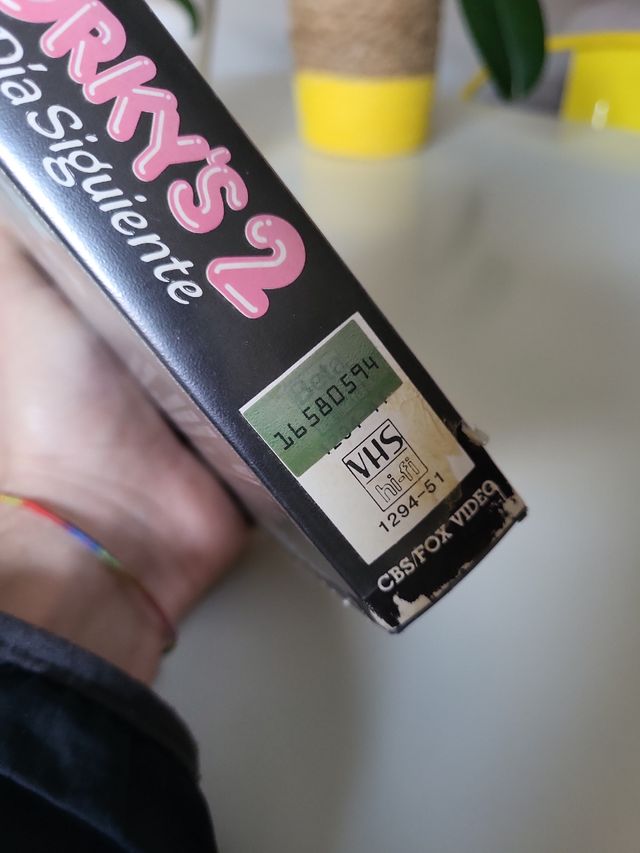 ORKY'S 2
Día Siguiente
16580594
VHS
hi-fi
1294-51
CBS/FOX VIDEO